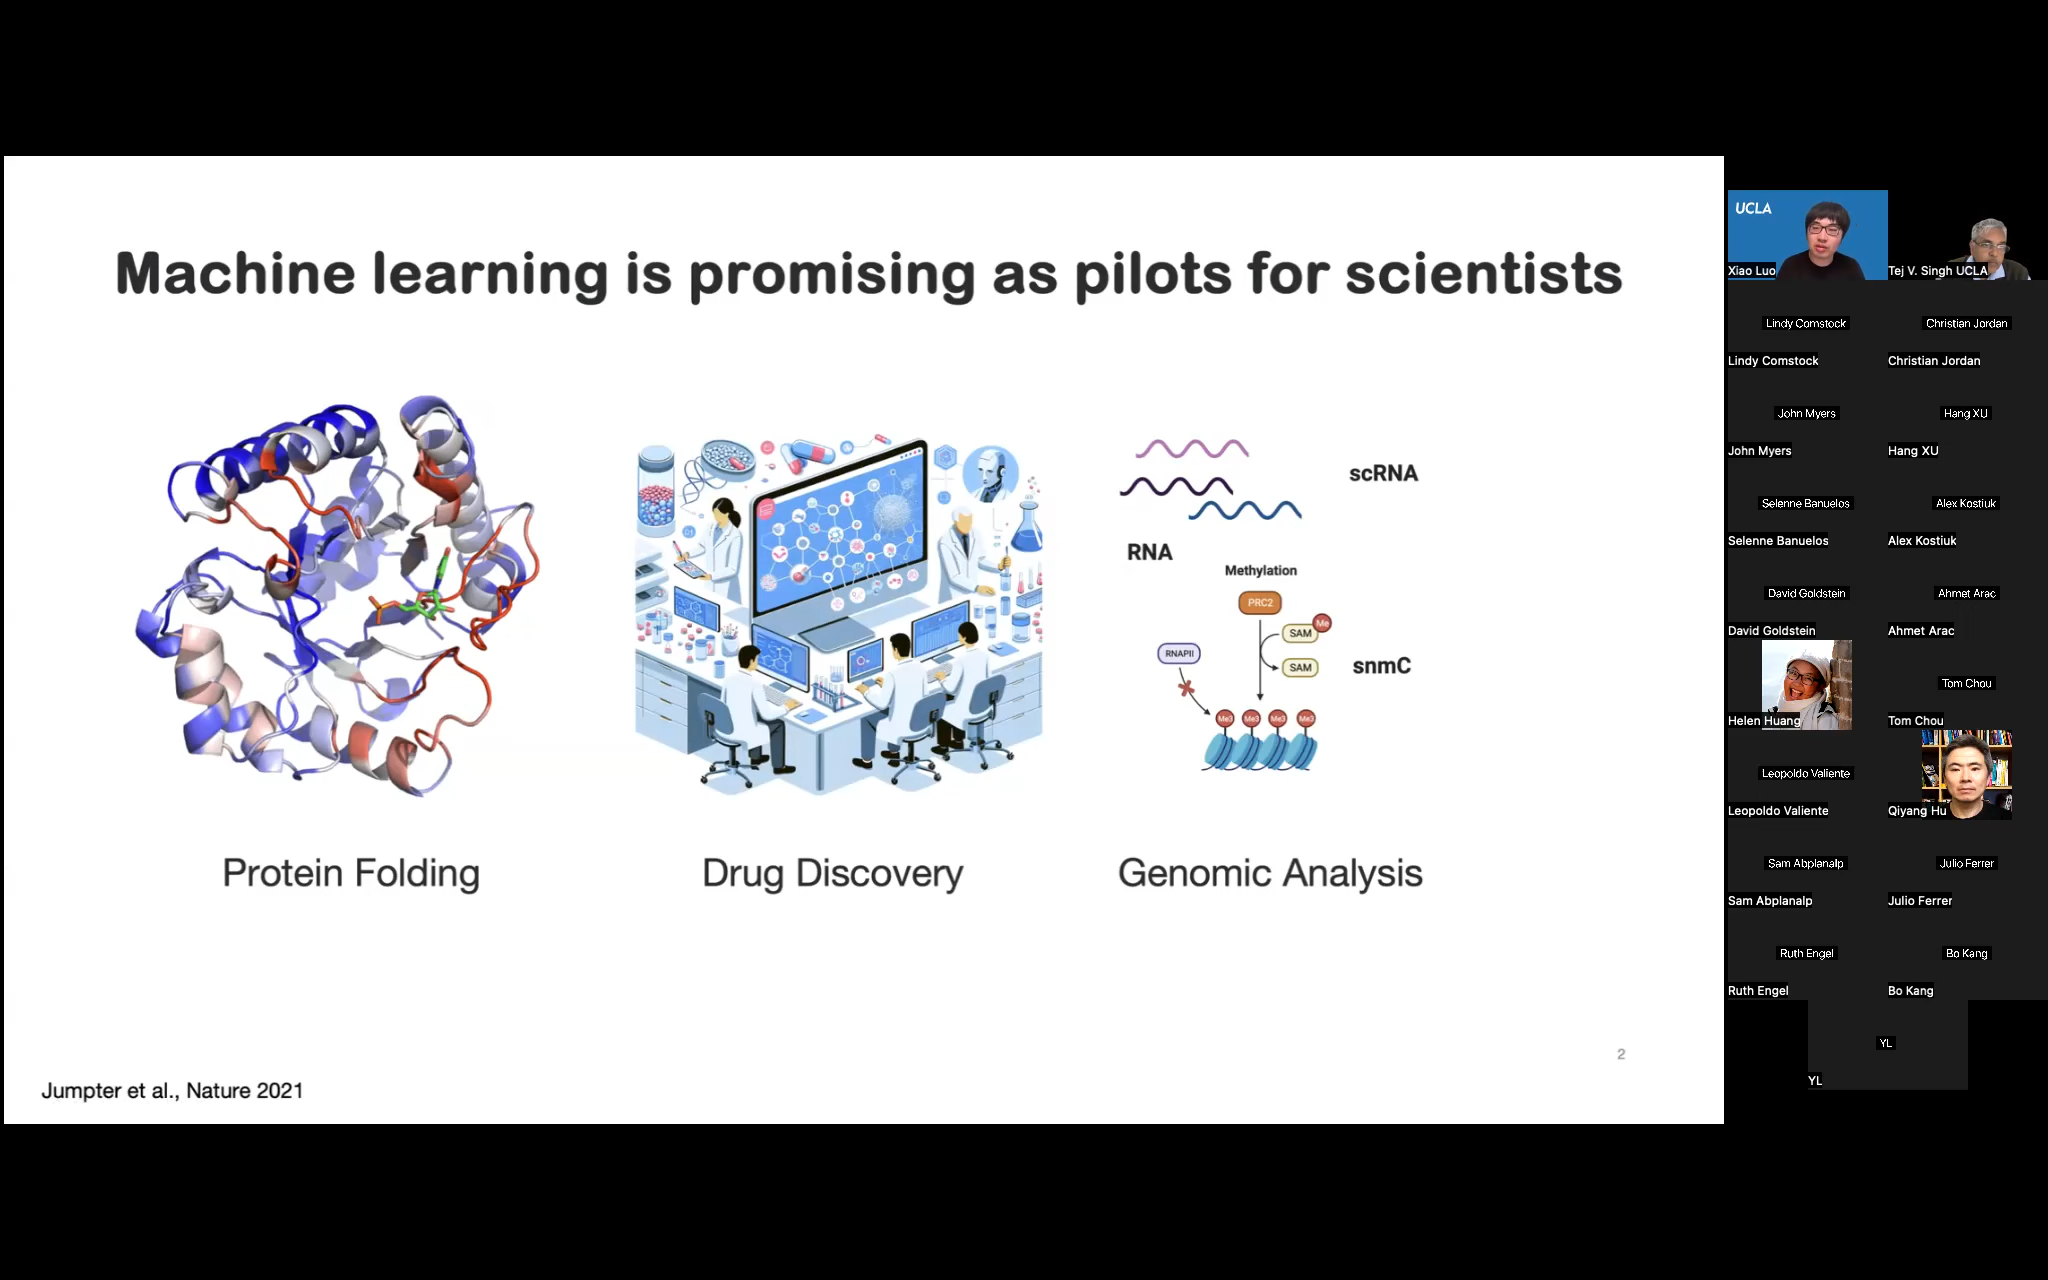 Machine learning is promising as pilots for scientists
scRNA
RNA
Methylation
PRC2
Me
SAM
RNAPII
SAM
snmC
Me3 Me3 Me3 Me3
Protein Folding
Drug Discovery
Genomic Analysis
2
Jumpter et al., Nature 2021
UCLA
Xiao Luo
Tej V. Singh UCLA
Lindy Comstock
Christian Jordan
Lindy Comstock
Christian Jordan
John Myers
Hang XU
John Myers
Hang XU
Selenne Banuelos
Alex Kostiuk
Selenne Banuelos
Alex Kostiuk
David Goldstein
Ahmet Arac
David Goldstein
Ahmet Arac
Tom Chou
Helen Huang
Tom Chou
Leopoldo Valiente
Leopoldo Valiente
Qiyang Hu
Sam Abplanalp
Julio Ferrer
Sam Abplanalp
Julio Ferrer
Ruth Engel
Bo Kang
Ruth Engel
Bo Kang
YL
YL